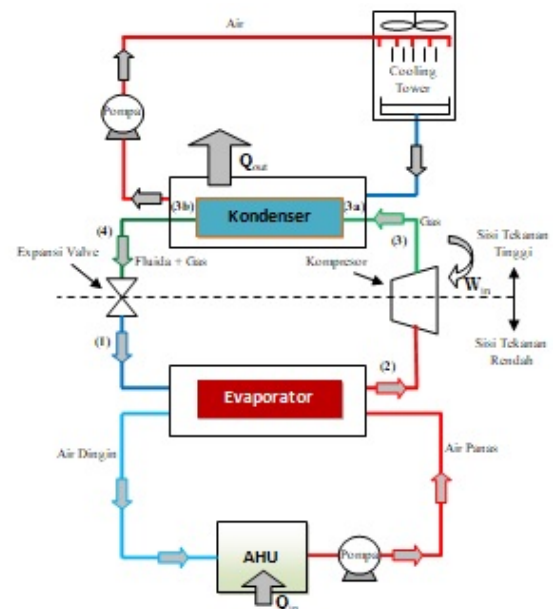 Air
Cooling
Tower
Pompa
Qout
(3b)
Kondenser
(3a)
(4)
Gas
(3)
Sisi Tekanan
Tinggi
Expansi Valve
Fluida + Gas
Kompresor
Win
(1)
(2)
Sisi Tekanan
Rendah
Evaporator
Air Dingin
Air Panas
AHU
Pompa
Qin